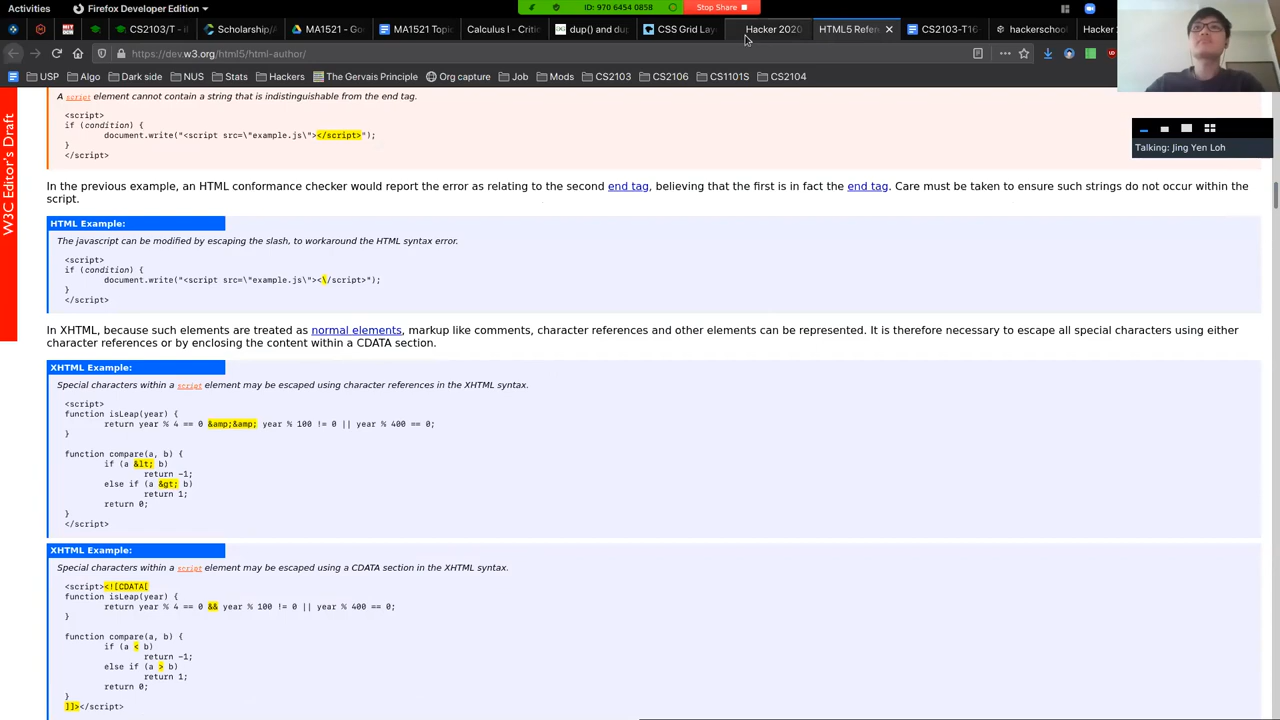 Activities
Firefox Developer Edition
ID: 970 6454 0858
Stop Share
CS2103/T - i
Scholarship/
MA1521 - Go
MA1521 Topi
Calculus I - Criti
dup() and du
CSS Grid Lay
Hacker 2020
HTML5 Refer
CS2103-T16
hackerschoo
Hacker
https://dev.w3.org/html5/html-author/
USP
Algo
Dark side
NUS
Stats
Hackers
The Gervais Principle
Org capture
Job
Mods
CS2103
CS2106
CS1101S
CS2104
Talking: Jing Yen Loh
W3C Editor's Draft
A script element cannot contain a string that is indistinguishable from the end tag.
<script>
if (condition) {
document.write("<script src=\"example.js\"></script>");
}
</script>
In the previous example, an HTML conformance checker would report the error as relating to the second end tag, believing that the first is in fact the end tag. Care must be taken to ensure such strings do not occur within the
script.
HTML Example:
The javascript can be modified by escaping the slash, to workaround the HTML syntax error.
<script>
if (condition) {
document.write("<script src=\"example.js\"><\/script>");
}
</script>
In XHTML, because such elements are treated as normal elements, markup like comments, character references and other elements can be represented. It is therefore necessary to escape all special characters using either
character references or by enclosing the content within a CDATA section.
XHTML Example:
Special characters within a script element may be escaped using character references in the XHTML syntax.
<script>
function isLeap(year) {
return year % 4 == 0 &amp;&amp; year % 100 != 0 || year % 400 == 0;
}
function compare(a, b) {
if (a &lt; b)
return -1;
else if (a &gt; b)
return 1;
return 0;
}
</script>
XHTML Example:
Special characters within a script element may be escaped using a CDATA section in the XHTML syntax.
<script><![CDATA[
function isLeap(year) {
return year % 4 == 0 && year % 100 != 0 || year % 400 == 0;
}
function compare(a, b) {
if (a < b)
return -1;
else if (a > b)
return 1;
return 0;
}
]]></script>